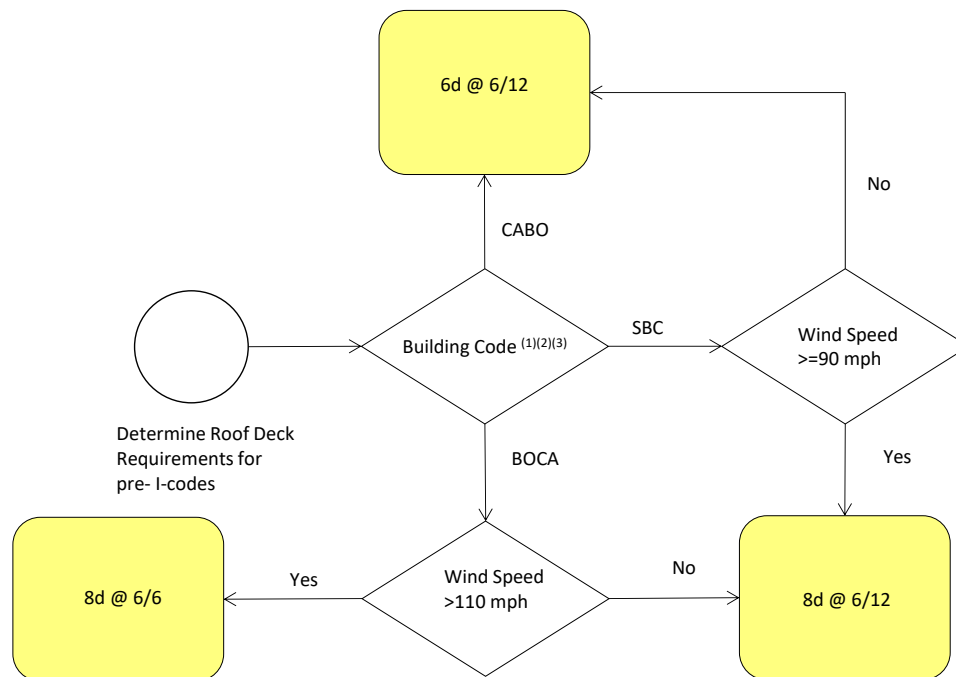 6d @ 6/12
No
CABO
Building Code (1)(2)(3)
SBC
Wind Speed
>=90 mph
Determine Roof Deck
Requirements for
pre- I-codes
BOCA
Yes
8d @ 6/6
Yes
Wind Speed
>110 mph
No
8d @ 6/12